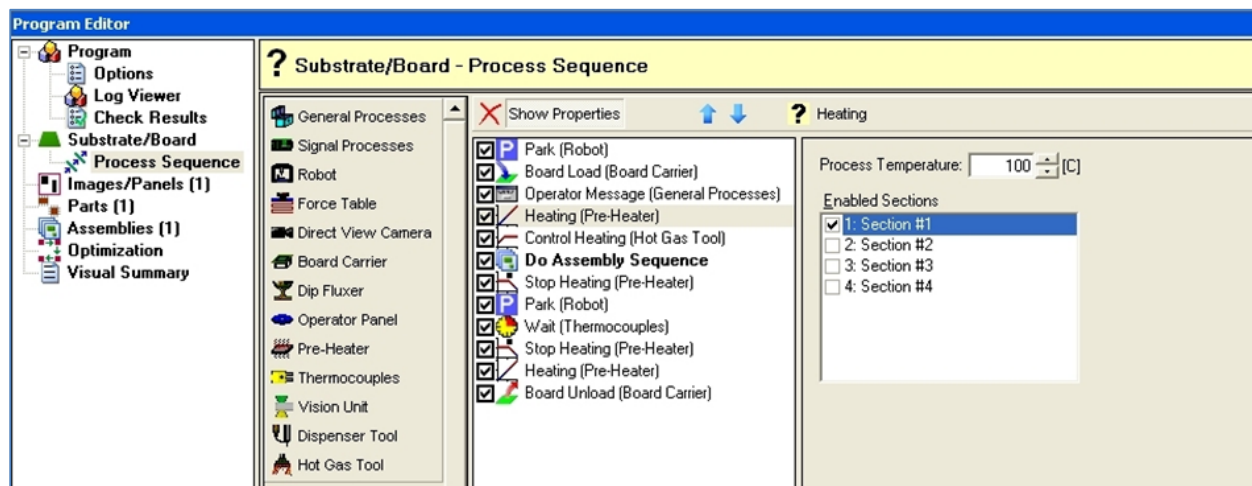 Program Editor
Program
Options
Log Viewer
Check Results
Substrate/Board
Process Sequence
Images/Panels (1)
Parts (1)
Assemblies (1)
Optimization
Visual Summary
? Substrate/Board - Process Sequence
General Processes
Signal Processes
Robot
Force Table
Direct View Camera
Board Carrier
Dip Fluxer
Operator Panel
Pre-Heater
Thermocouples
Vision Unit
Dispenser Tool
Hot Gas Tool
Show Properties
? Heating
P Park (Robot)
Board Load (Board Carrier)
Operator Message (General Processes)
Heating (Pre-Heater)
Control Heating (Hot Gas Tool)
Do Assembly Sequence
Stop Heating (Pre-Heater)
P Park (Robot)
Wait (Thermocouples)
Stop Heating (Pre-Heater)
Heating (Pre-Heater)
Board Unload (Board Carrier)
Process Temperature: 100 [C]
Enabled Sections
1: Section #1
2: Section #2
3: Section #3
4: Section #4